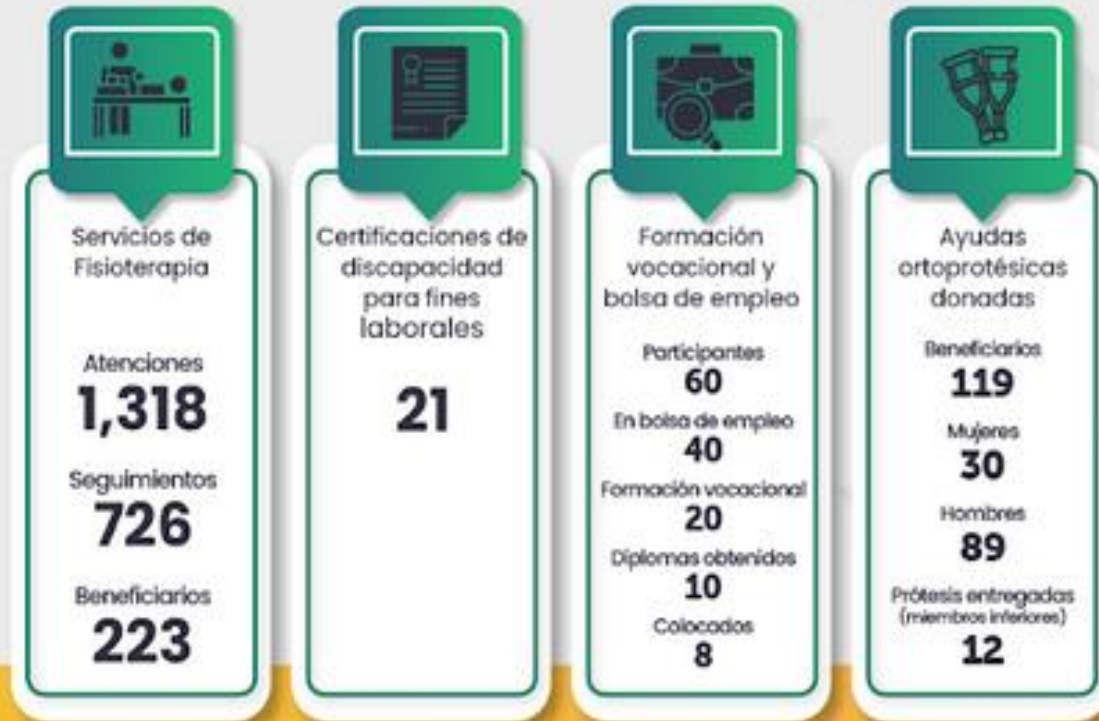 Servicios de
Fisioterapia
Atenciones
1,318
Seguimientos
726
Beneficiarios
223
Certificaciones de
discapacidad
para fines
laborales
21
Formación
vocacional y
bolsa de empleo
Participantes
60
En bolsa de empleo
40
Formación vocacional
20
Diplomas obtenidos
10
Colocados
8
Ayudas
ortoprotésicas
donadas
Beneficiarios
119
Mujeres
30
Hombres
89
Prótesis entregadas
(miembros inferiores)
12